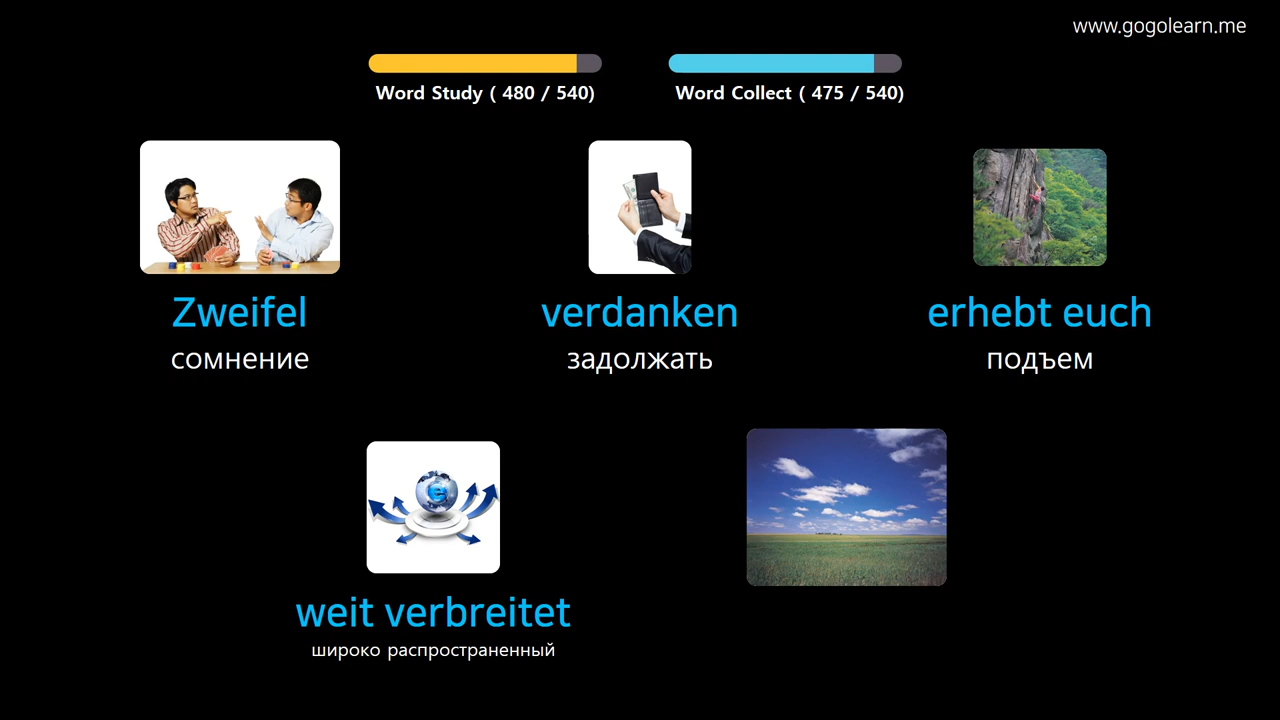 www.gogolearn.me
Word Study ( 480 / 540)
Word Collect ( 475 / 540)
Zweifel
сомнение
verdanken
задолжать
erhebt euch
подъем
weit verbreitet
широко распространенный